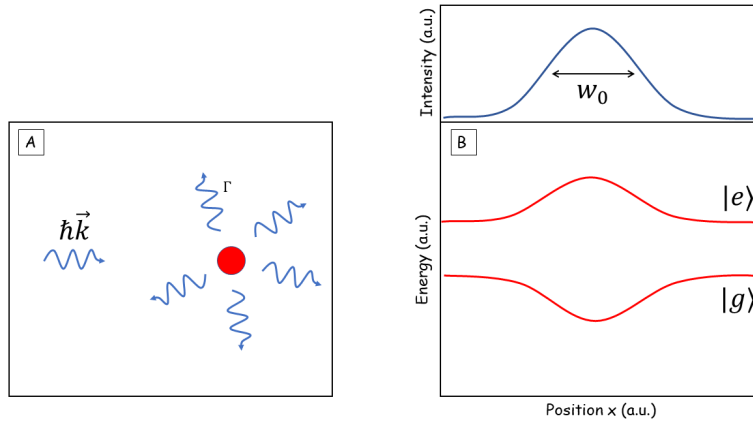 A
Γ
ħk⃗
Intensity (a.u.)
w₀
B
|e⟩
Energy (a.u.)
|g⟩
Position x (a.u.)